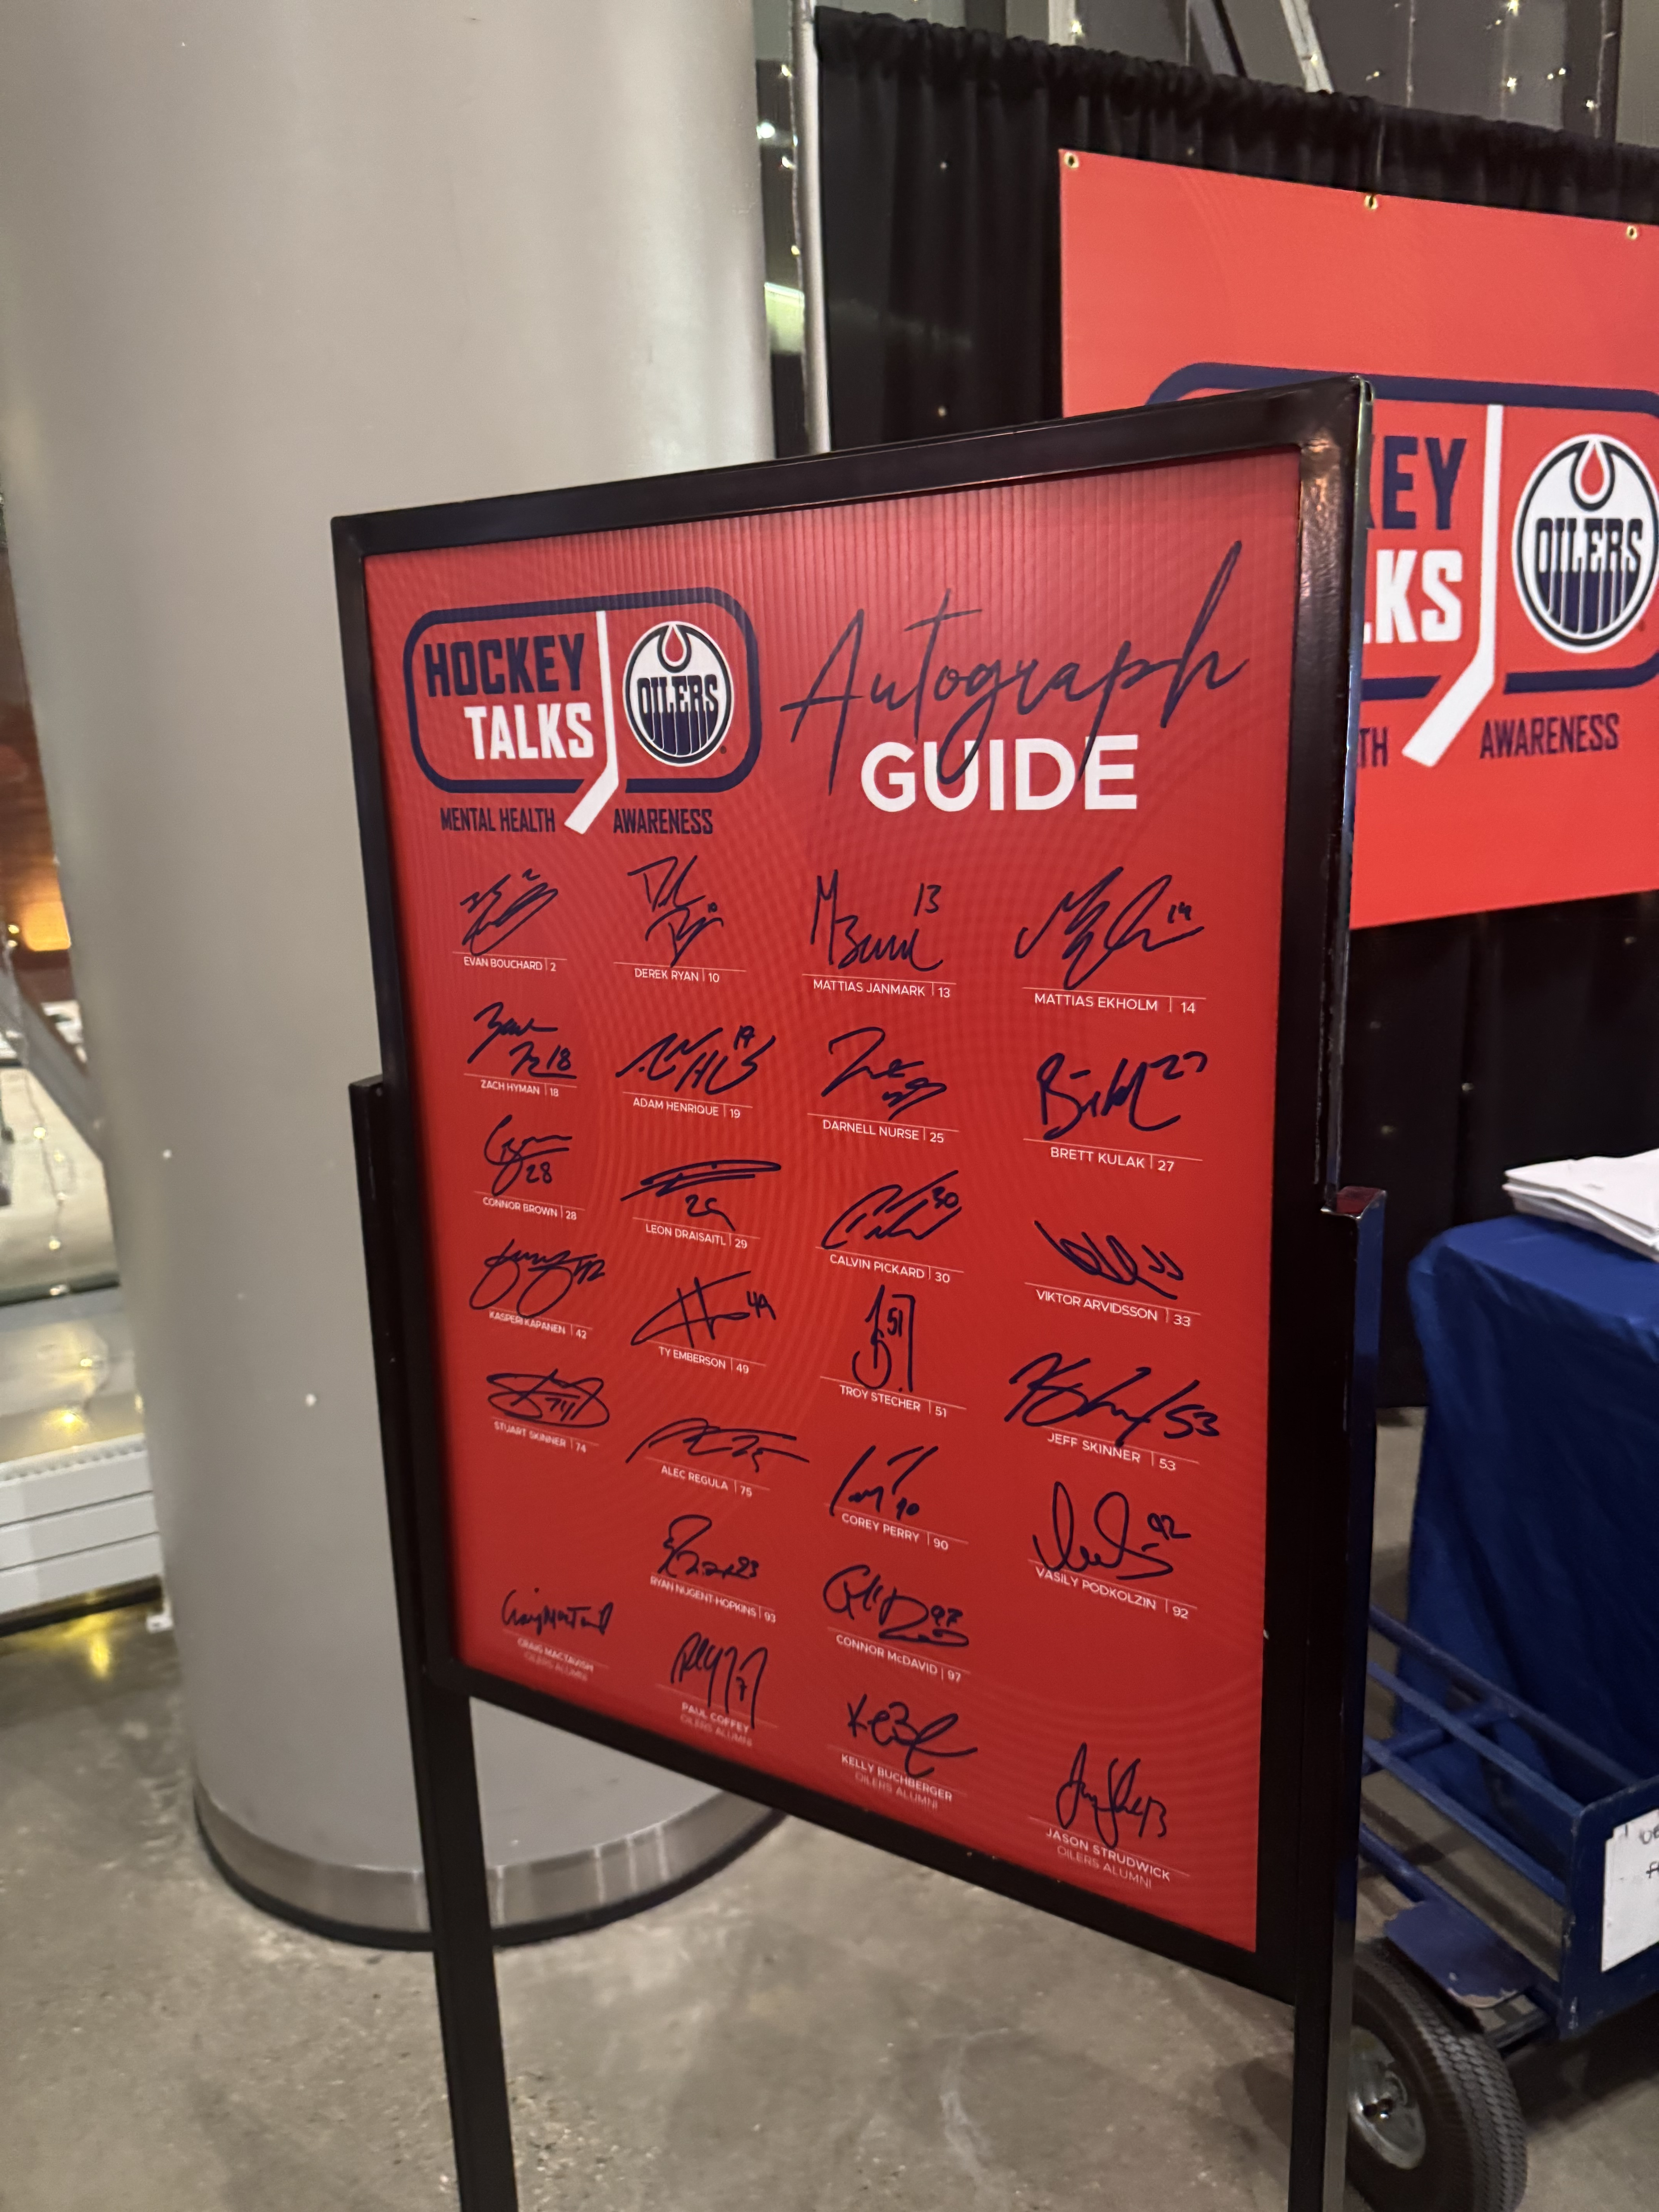 HOCKEY
TALKS
OILERS
MENTAL HEALTH AWARENESS
Autograph
GUIDE
EVAN BOUCHARD | 2
DEREK RYAN | 10
MATTIAS JANMARK | 13
MATTIAS EKHOLM | 14
ZACH HYMAN | 18
ADAM HENRIQUE | 19
DARNELL NURSE | 25
BRETT KULAK | 27
CONNOR BROWN | 28
LEON DRAISAITL | 29
CALVIN PICKARD | 30
VIKTOR ARVIDSSON | 33
KASPERI KAPANEN | 42
TY EMBERSON | 49
TROY STECHER | 51
JEFF SKINNER | 53
STUART SKINNER | 74
ALEC REGULA | 75
COREY PERRY | 90
VASILY PODKOLZIN | 92
RYAN NUGENT HOPKINS | 93
CONNOR McDAVID | 97
CRAIG MACTAVISH
OILERS ALUMNI
PAUL COFFEY
OILERS ALUMNI
KELLY BUCHBERGER
OILERS ALUMNI
JASON STRUDWICK
OILERS ALUMNI
KEY
LKS
OILERS
TH AWARENESS